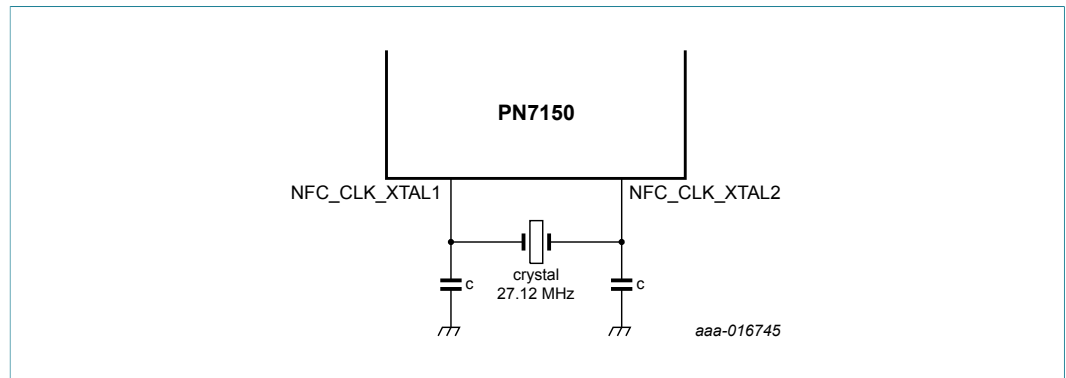 PN7150
NFC_CLK_XTAL1
NFC_CLK_XTAL2
c
crystal
27.12 MHz
c
aaa-016745